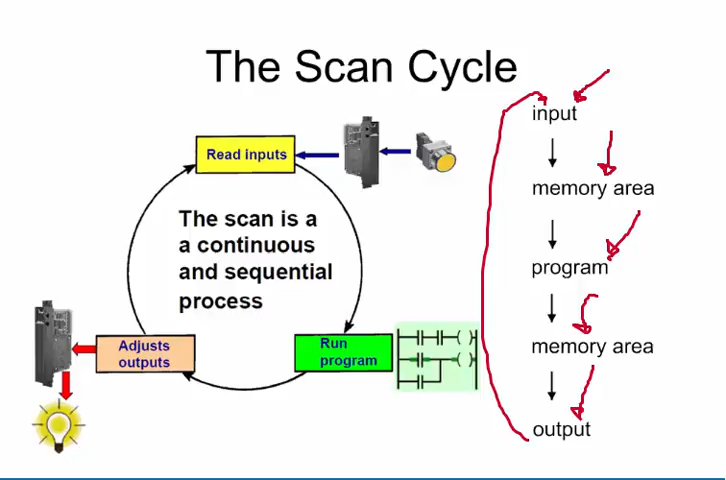 The Scan Cycle
Read inputs
The scan is a
a continuous
and sequential
process
Adjusts
outputs
Run
program
input
memory area
program
memory area
output